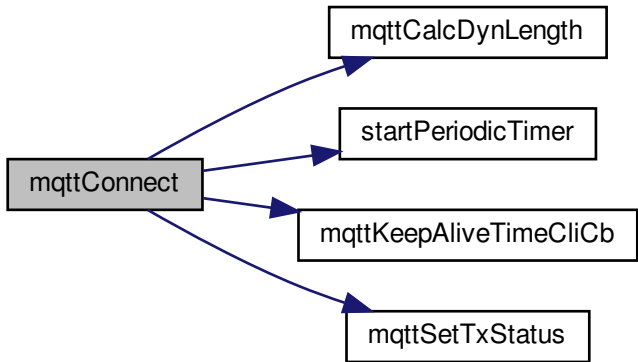 mqttCalcDynLength
startPeriodicTimer
mqttConnect
mqttKeepAliveTimeCliCb
mqttSetTxStatus